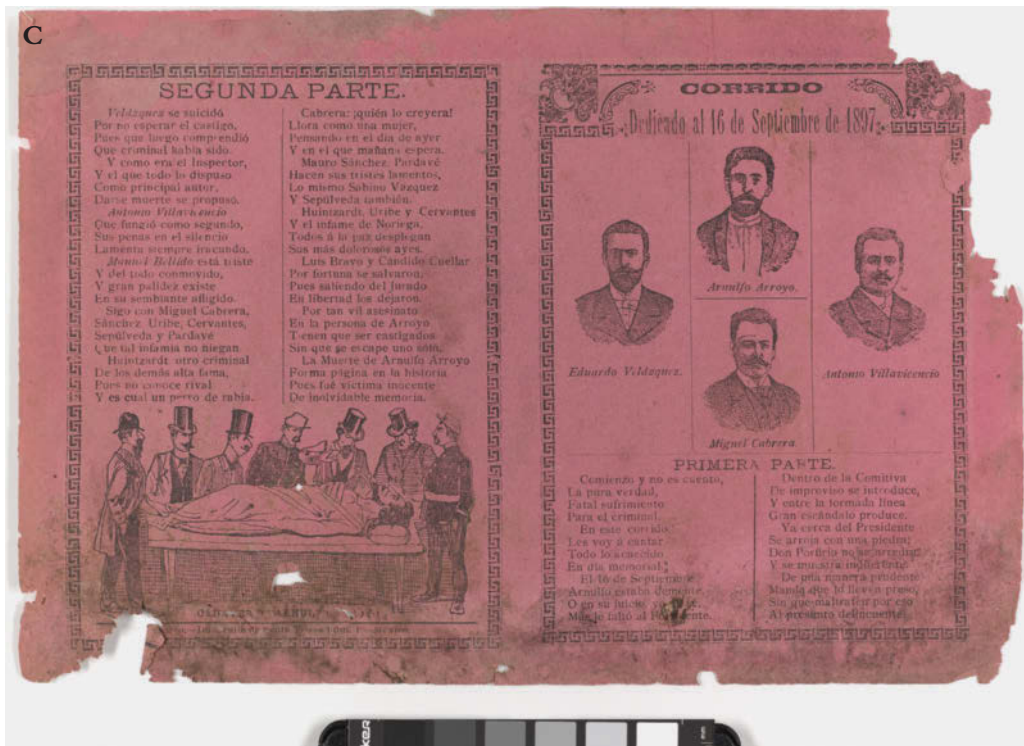 C
SEGUNDA PARTE.
Velázquez se suicidó
Por no esperar el castigo,
Pues que luego comprendió
Que criminal había sido.
Y como era el Inspector,
Y el que todo lo dispuso
Como principal autor,
Darse muerte se propuso.
Antonio Villavicencio
Que fungió como segundo,
Sus penas en el silencio
Lamenta siempre iracundo.
Manuel Bellido está triste
Y del todo conmovido,
Y gran palidez existe
En su semblante afligido.
Sigo con Miguel Cabrera,
Sánchez, Uribe, Cervantes,
Sepúlveda y Pardavé
Que tal infamia no niegan
Huintzardt, otro criminal
De los demás alta fama,
Pues no conoce rival
Y es cual un perro de rabia.
Cabrera: ¡quién lo creyera!
Llora como una mujer,
Pensando en el día de ayer
Y en el que mañana espera.
Mauro Sánchez, Pardavé
Hacen sus tristes lamentos,
Lo mismo Sabino Vázquez
Y Sepúlveda también.
Huintzardt, Uribe y Cervantes
Y el infame de Noriega,
Todos á la paz desplegan
Sus más dolorosos ayes.
Luis Bravo y Cándido Cuellar
Por fortuna se salvaron,
Pues saliendo del jurado
En libertad los dejaron.
Por tan vil asesinato
En la persona de Arroyo
Tienen que ser castigados
Sin que se escape uno solo.
La Muerte de Arnulfo Arroyo
Forma página en la historia
Pues fué víctima inocente
De inolvidable memoria.
CORRIDO
Dedicado al 16 de Septiembre de 1897.
Arnulfo Arroyo.
Eduardo Velázquez.
Antonio Villavicencio
Miguel Cabrera.
PRIMERA PARTE.
Comienzo y no es cuento,
La pura verdad,
Fatal sufrimiento
Para el criminal.
En este corrido
Les voy á cantar
Todo lo acaecido
En día memorial.
El 16 de Septiembre
Arnulfo estaba demente,
O en su juicio,
Mas le faltó al
Dentro de la Comitiva
De improviso se introduce,
Y entre la formada línea
Gran escándalo produce.
Ya cerca del Presidente
Se arroja con una piedra;
Don Porfirio no se arredra
Y se muestra indiferente.
De una manera prudente
Manda que lo lleven preso,
Sin que maltraten por eso
Al presunto delincuente.
mm